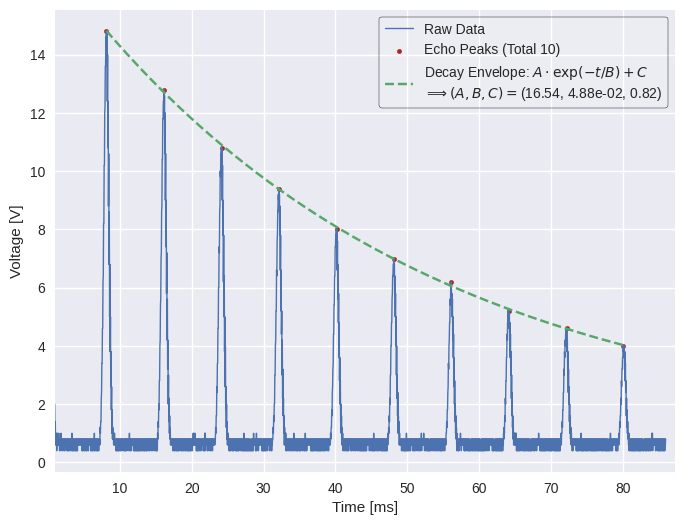 Raw Data
Echo Peaks (Total 10)
Decay Envelope: A · exp(−t/B) + C
⟹ (A, B, C) = (16.54, 4.88e-02, 0.82)
14
12
10
8
6
4
2
0
Voltage [V]
10 20 30 40 50 60 70 80
Time [ms]